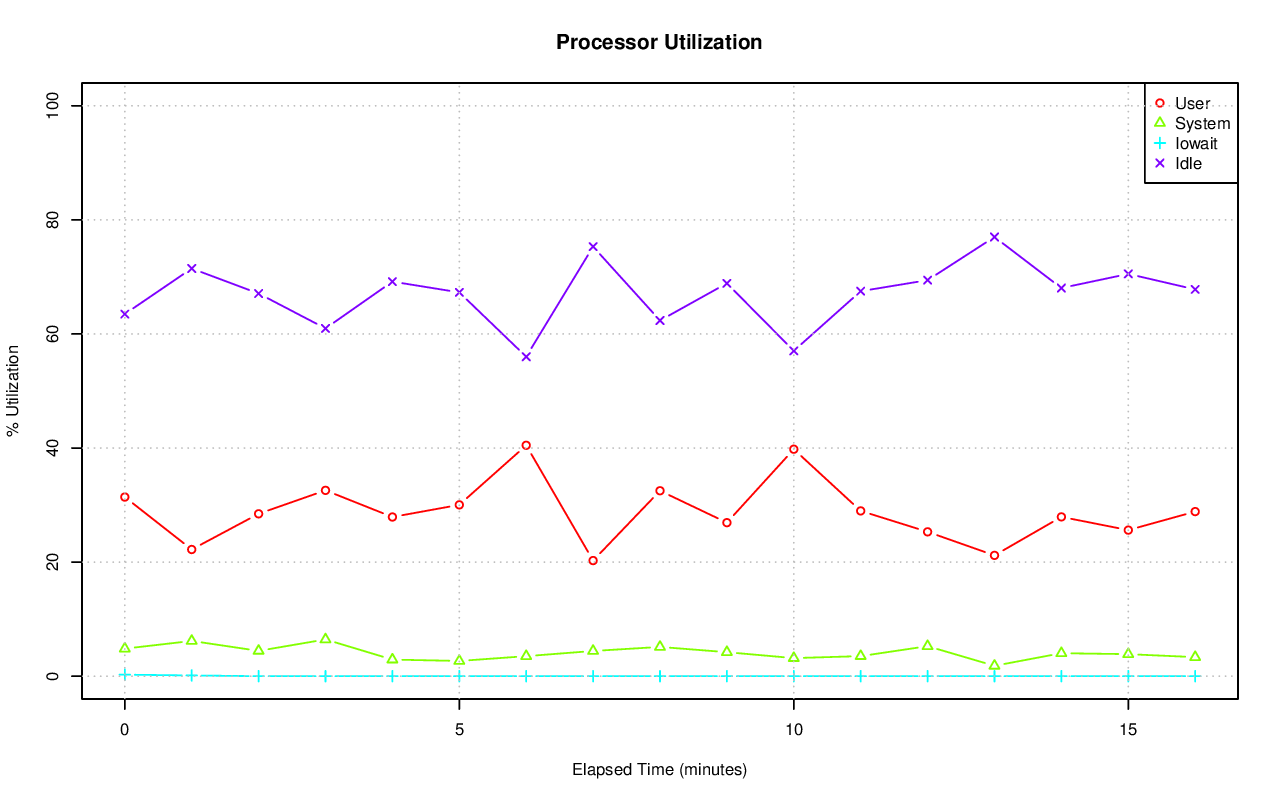 Processor Utilization
User
System
Iowait
Idle
% Utilization
100
80
60
40
20
0
0 5 10 15
Elapsed Time (minutes)